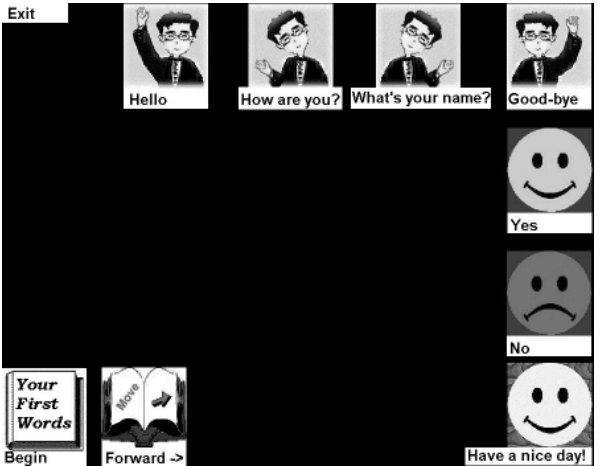 Exit
Hello
How are you?
What's your name?
Good-bye
Yes
No
Your
First
Words
Begin
Move
Forward ->
Have a nice day!